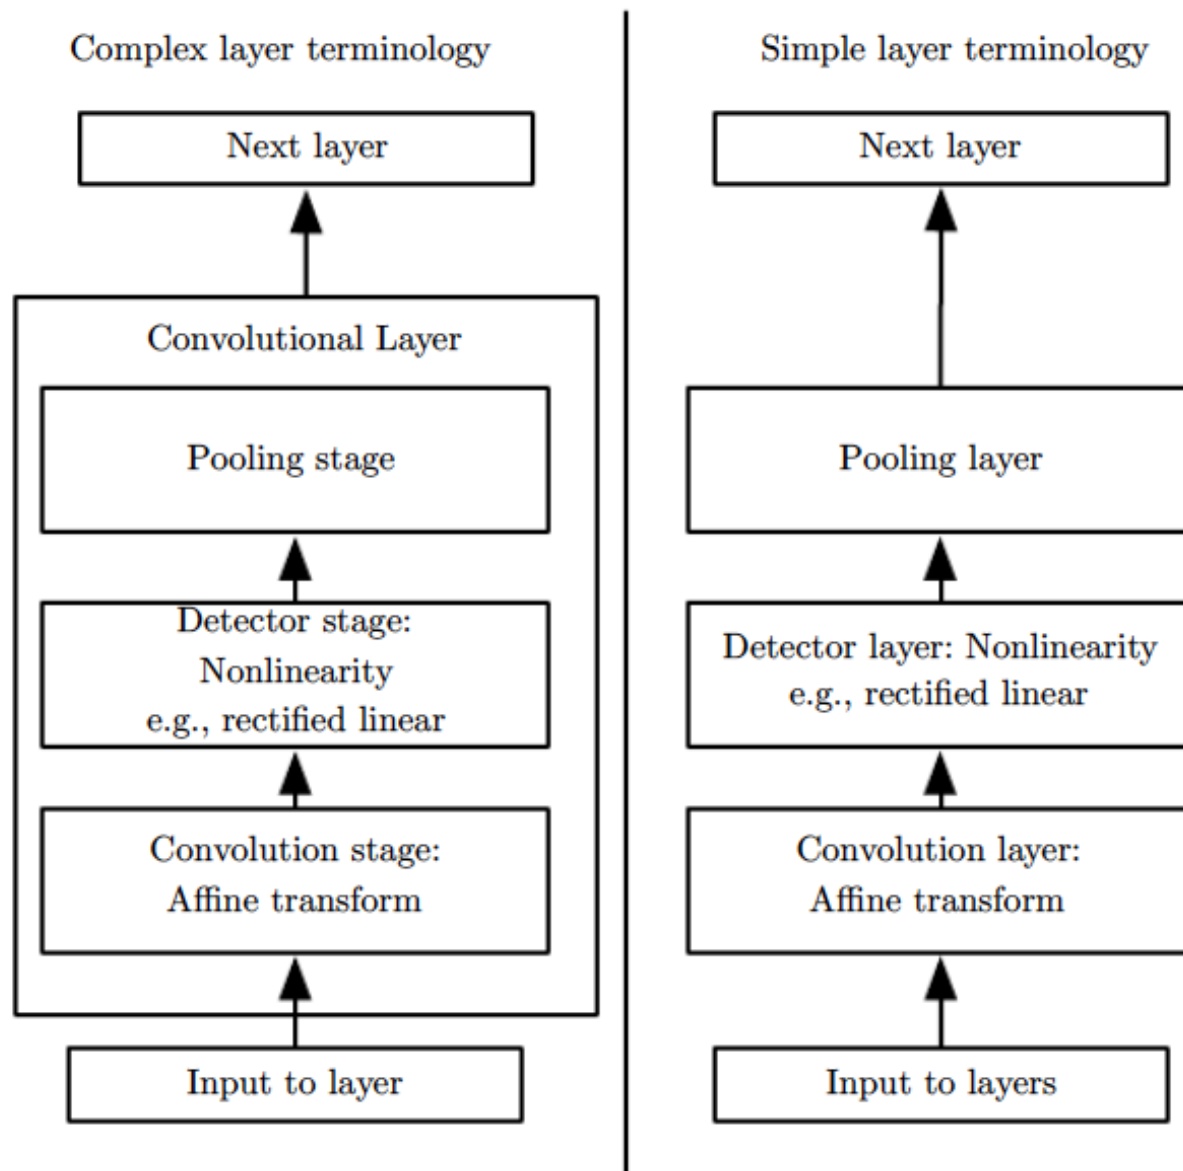 Complex layer terminology
Next layer
Convolutional Layer
Pooling stage
Detector stage:
Nonlinearity
e.g., rectified linear
Convolution stage:
Affine transform
Input to layer
Simple layer terminology
Next layer
Pooling layer
Detector layer: Nonlinearity
e.g., rectified linear
Convolution layer:
Affine transform
Input to layers